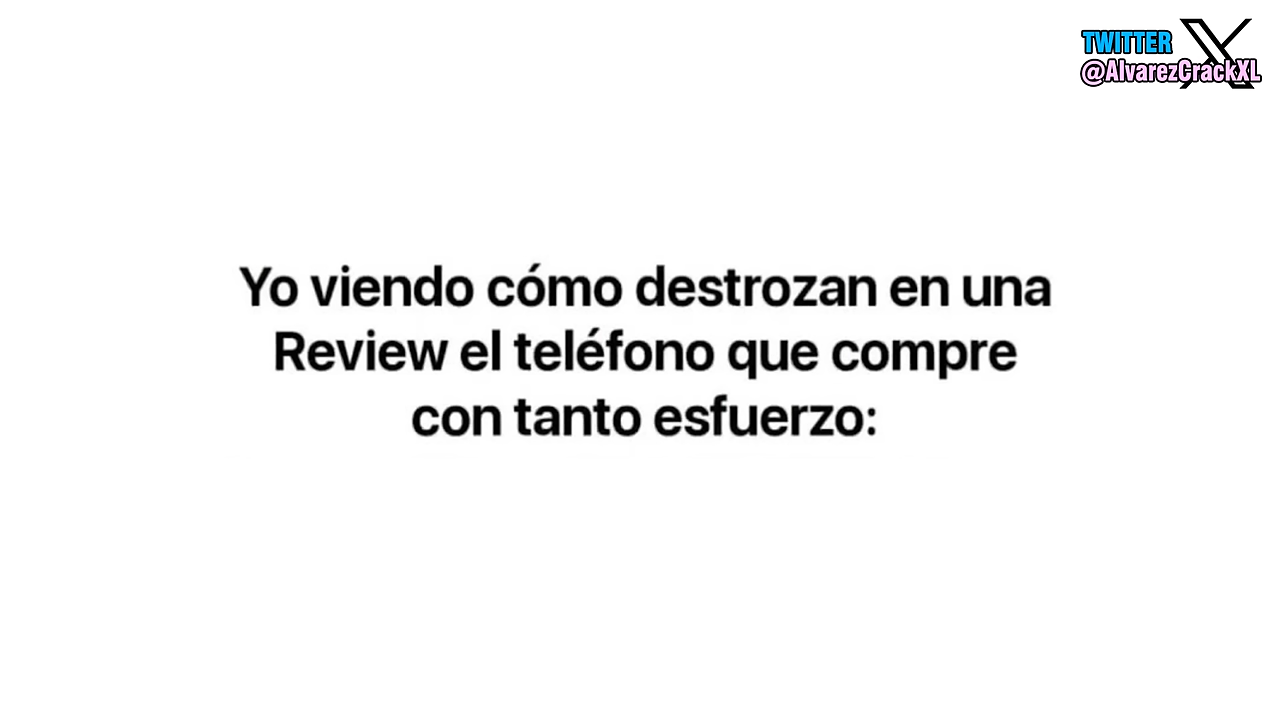 TWITTER
@AlvarezCrackXL
Yo viendo cómo destrozan en una
Review el teléfono que compre
con tanto esfuerzo: